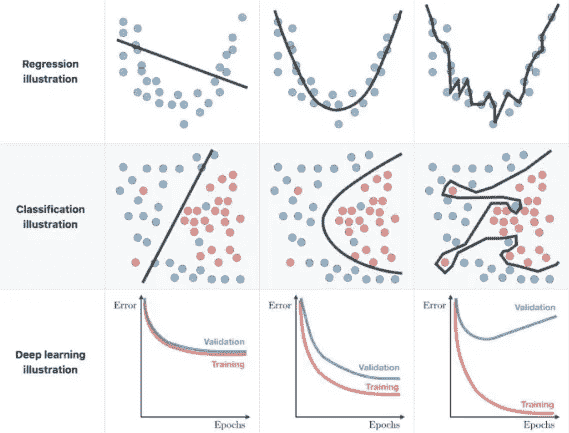 Regression
illustration
Classification
illustration
Deep learning
illustration
Error
Validation
Training
Epochs
Error
Validation
Training
Epochs
Error
Validation
Training
Epochs